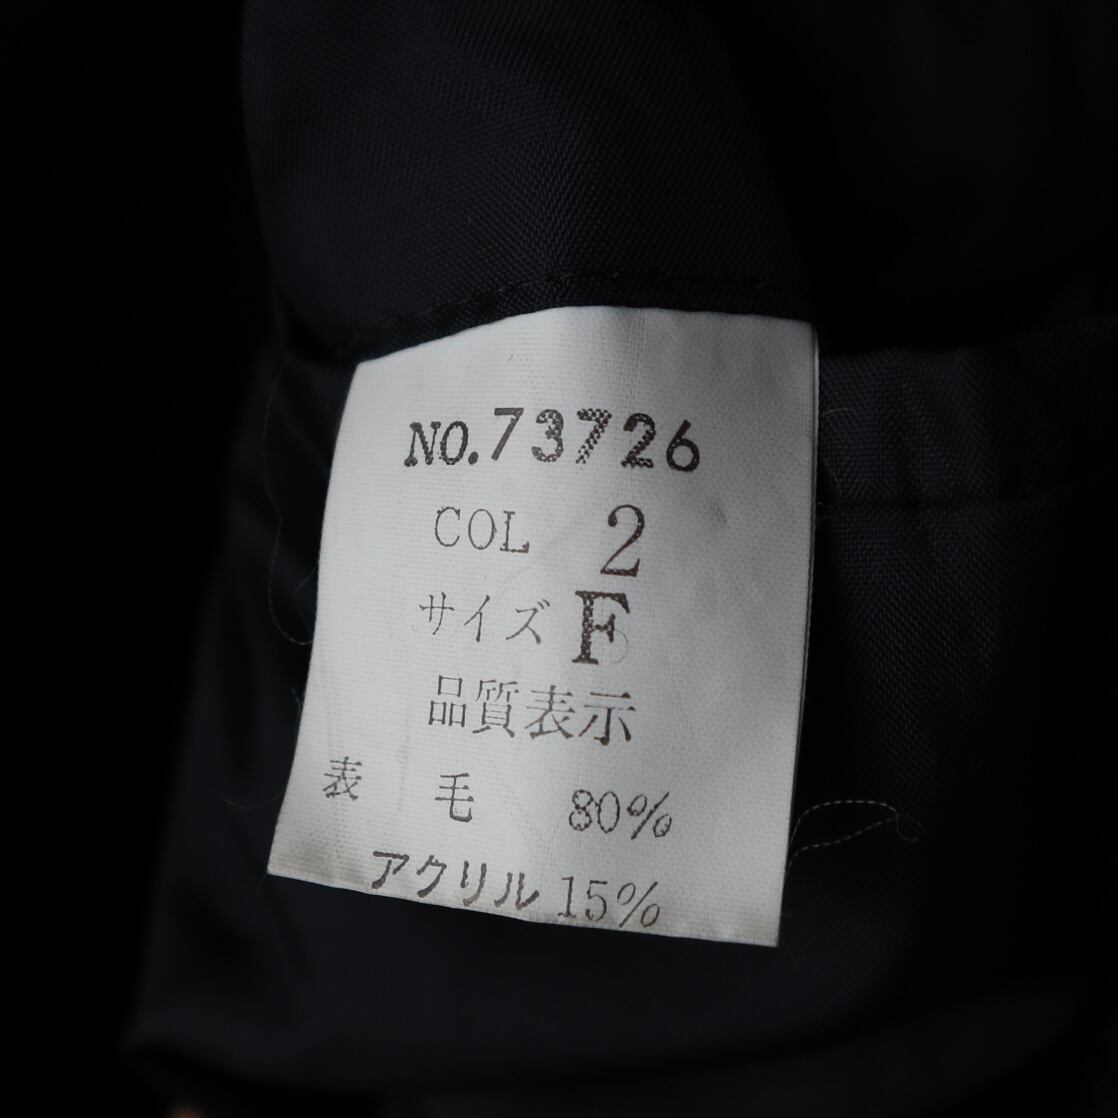 NO.73726
COL 2
サイズ F
品質表示
表 毛 80%
アクリル 15%